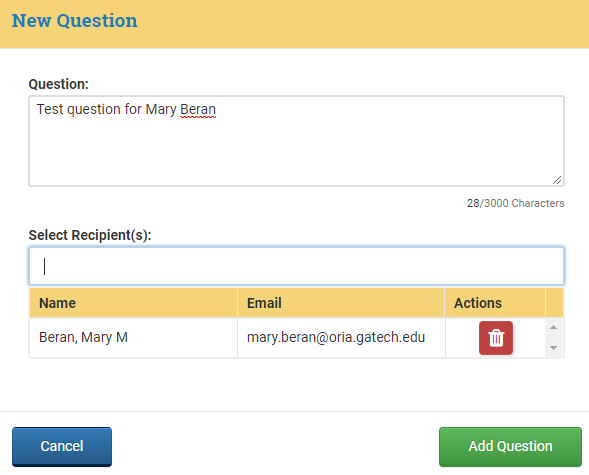 New Question
Question:
Test question for Mary Beran
28/3000 Characters
Select Recipient(s):
Name Email Actions
Beran, Mary M mary.beran@oria.gatech.edu
Cancel Add Question